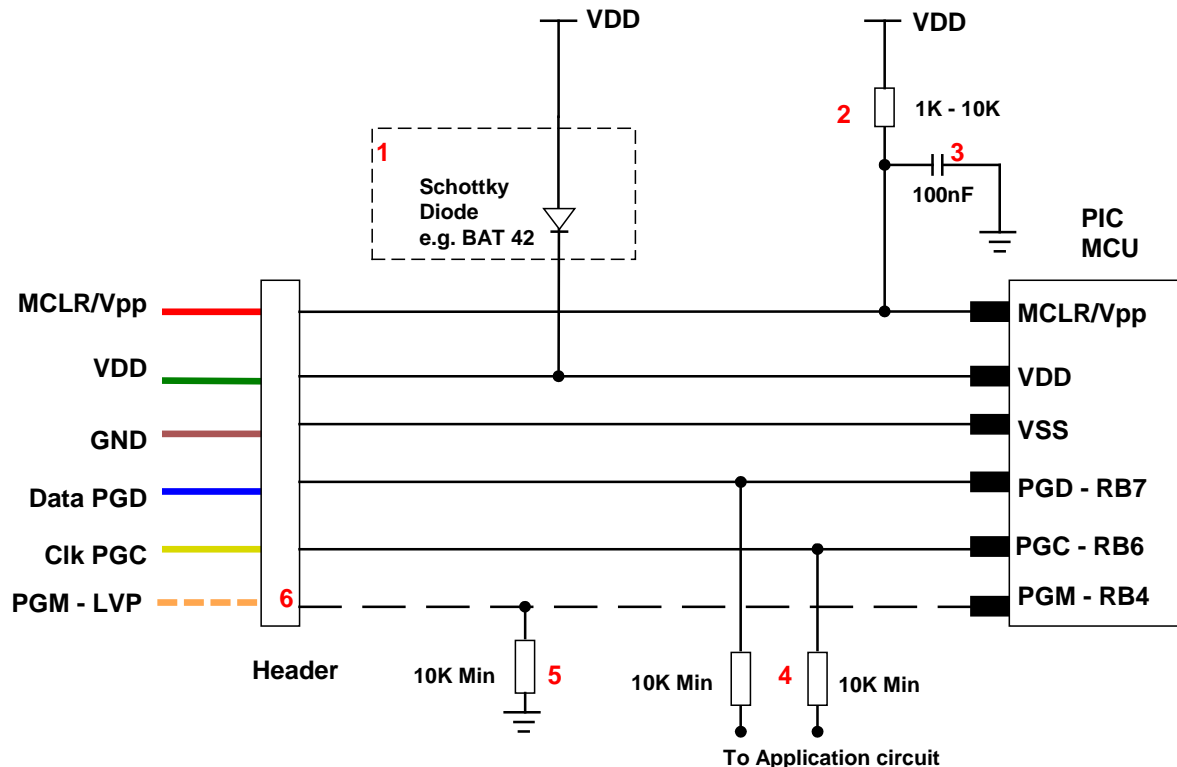 VDD
VDD
2
1K - 10K
1
3
Schottky
Diode
e.g. BAT 42
100nF
PIC
MCU
MCLR/Vpp
MCLR/Vpp
VDD
VDD
GND
VSS
Data PGD
PGD - RB7
Clk PGC
PGC - RB6
PGM - LVP
6
PGM - RB4
Header
10K Min
5
10K Min
4
10K Min
To Application circuit